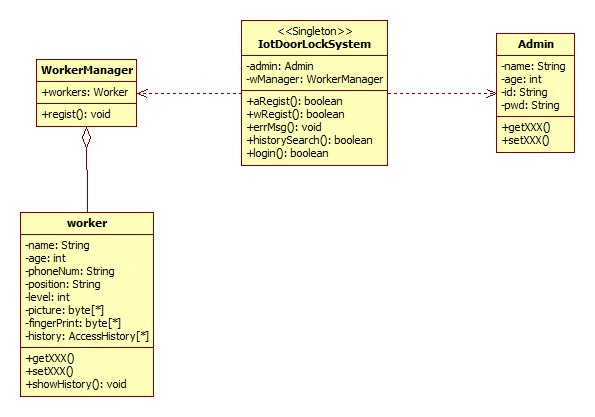 WorkerManager
+workers: Worker
+regist(): void
<<Singleton>>
IotDoorLockSystem
-admin: Admin
-wManager: WorkerManager
+aRegist(): boolean
+wRegist(): boolean
+errMsg(): void
+historySearch(): boolean
+login(): boolean
Admin
-name: String
-age: int
-id: String
-pwd: String
+getXXX()
+setXXX()
worker
-name: String
-age: int
-phoneNum: String
-position: String
-level: int
-picture: byte[*]
-fingerPrint: byte[*]
-history: AccessHistory[*]
+getXXX()
+setXXX()
+showHistory(): void